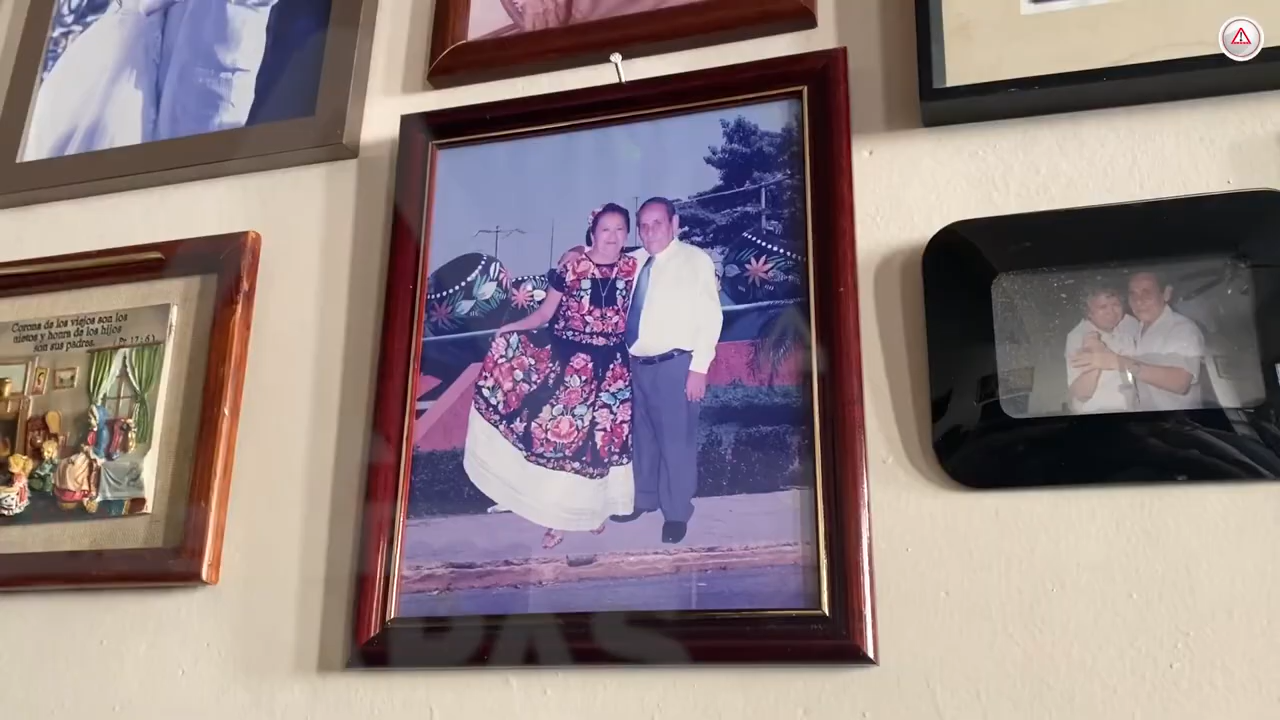 Corona de los viejos son los
nietos y honra de los hijos
son sus padres. (Pr. 17:6)